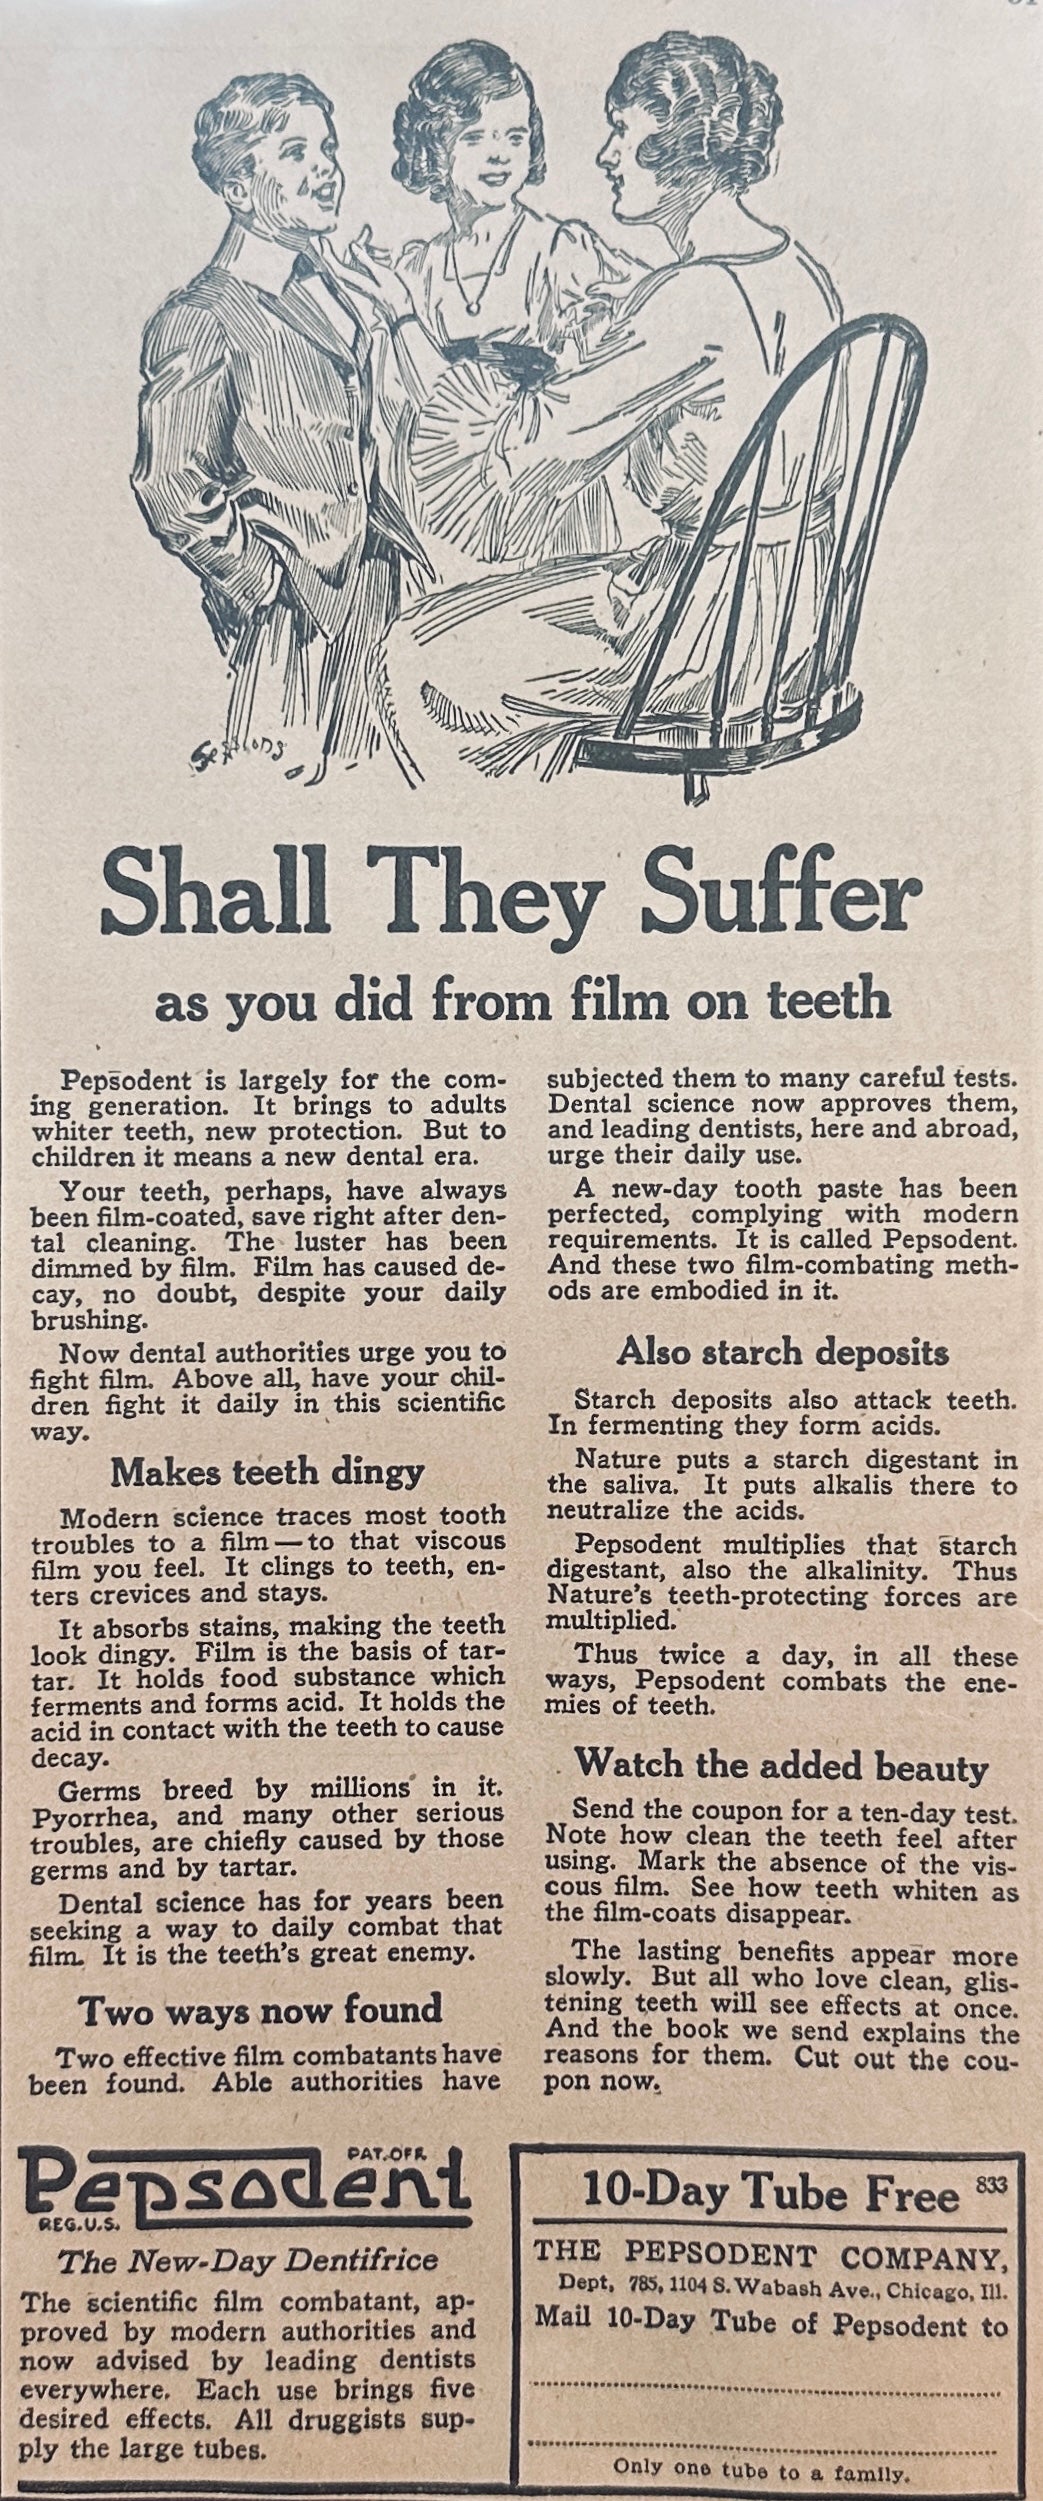 Sessions
Shall They Suffer
as you did from film on teeth
Pepsodent is largely for the com-
ing generation. It brings to adults
whiter teeth, new protection. But to
children it means a new dental era.
Your teeth, perhaps, have always
been film-coated, save right after den-
tal cleaning. The luster has been
dimmed by film. Film has caused de-
cay, no doubt, despite your daily
brushing.
Now dental authorities urge you to
fight film. Above all, have your chil-
dren fight it daily in this scientific
way.
Makes teeth dingy
Modern science traces most tooth
troubles to a film—to that viscous
film you feel. It clings to teeth, en-
ters crevices and stays.
It absorbs stains, making the teeth
look dingy. Film is the basis of tar-
tar. It holds food substance which
ferments and forms acid. It holds the
acid in contact with the teeth to cause
decay.
Germs breed by millions in it.
Pyorrhea, and many other serious
troubles, are chiefly caused by those
germs and by tartar.
Dental science has for years been
seeking a way to daily combat that
film. It is the teeth's great enemy.
Two ways now found
Two effective film combatants have
been found. Able authorities have
subjected them to many careful tests.
Dental science now approves them,
and leading dentists, here and abroad,
urge their daily use.
A new-day tooth paste has been
perfected, complying with modern
requirements. It is called Pepsodent.
And these two film-combating meth-
ods are embodied in it.
Also starch deposits
Starch deposits also attack teeth.
In fermenting they form acids.
Nature puts a starch digestant in
the saliva. It puts alkalis there to
neutralize the acids.
Pepsodent multiplies that starch
digestant, also the alkalinity. Thus
Nature's teeth-protecting forces are
multiplied.
Thus twice a day, in all these
ways, Pepsodent combats the ene-
mies of teeth.
Watch the added beauty
Send the coupon for a ten-day test.
Note how clean the teeth feel after
using. Mark the absence of the vis-
cous film. See how teeth whiten as
the film-coats disappear.
The lasting benefits appear more
slowly. But all who love clean, glis-
tening teeth will see effects at once.
And the book we send explains the
reasons for them. Cut out the cou-
pon now.
PAT. OFF.
Pepsodent
REG. U.S.
The New-Day Dentifrice
The scientific film combatant, ap-
proved by modern authorities and
now advised by leading dentists
everywhere. Each use brings five
desired effects. All druggists sup-
ply the large tubes.
10-Day Tube Free 833
THE PEPSODENT COMPANY,
Dept. 785, 1104 S. Wabash Ave., Chicago, Ill.
Mail 10-Day Tube of Pepsodent to
Only one tube to a family.